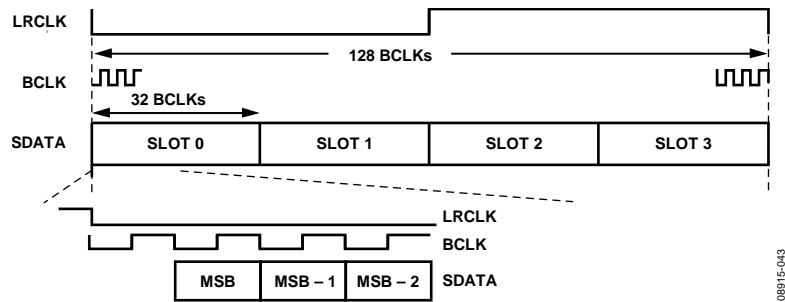 LRCLK
128 BCLKs
BCLK
32 BCLKs
SDATA
SLOT 0
SLOT 1
SLOT 2
SLOT 3
LRCLK
BCLK
MSB
MSB – 1
MSB – 2
SDATA
08915-043